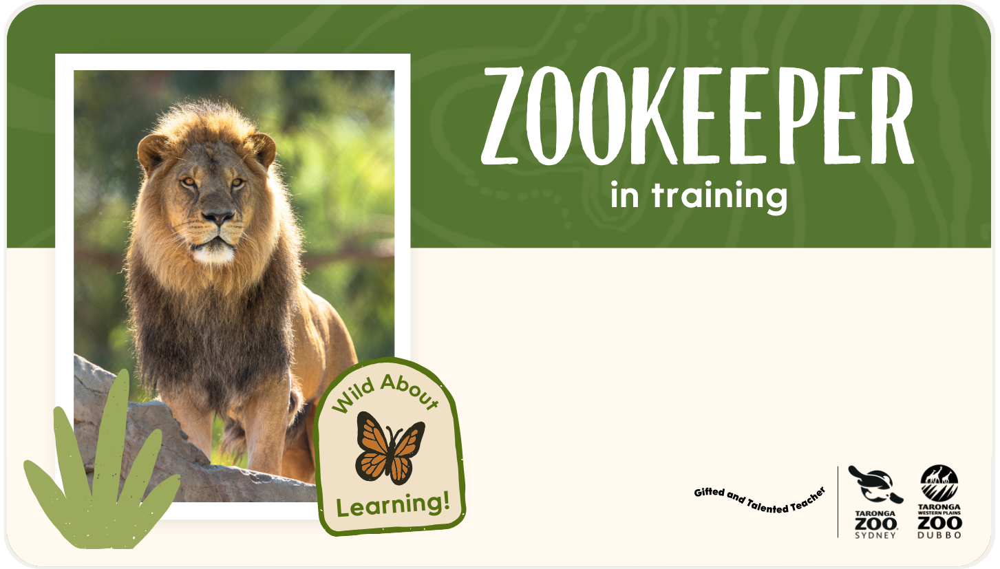 ZOOKEEPER
in training
Wild About
Learning!
Gifted and Talented Teacher
TARONGA
ZOO
SYDNEY
TARONGA
WESTERN PLAINS
ZOO
DUBBO